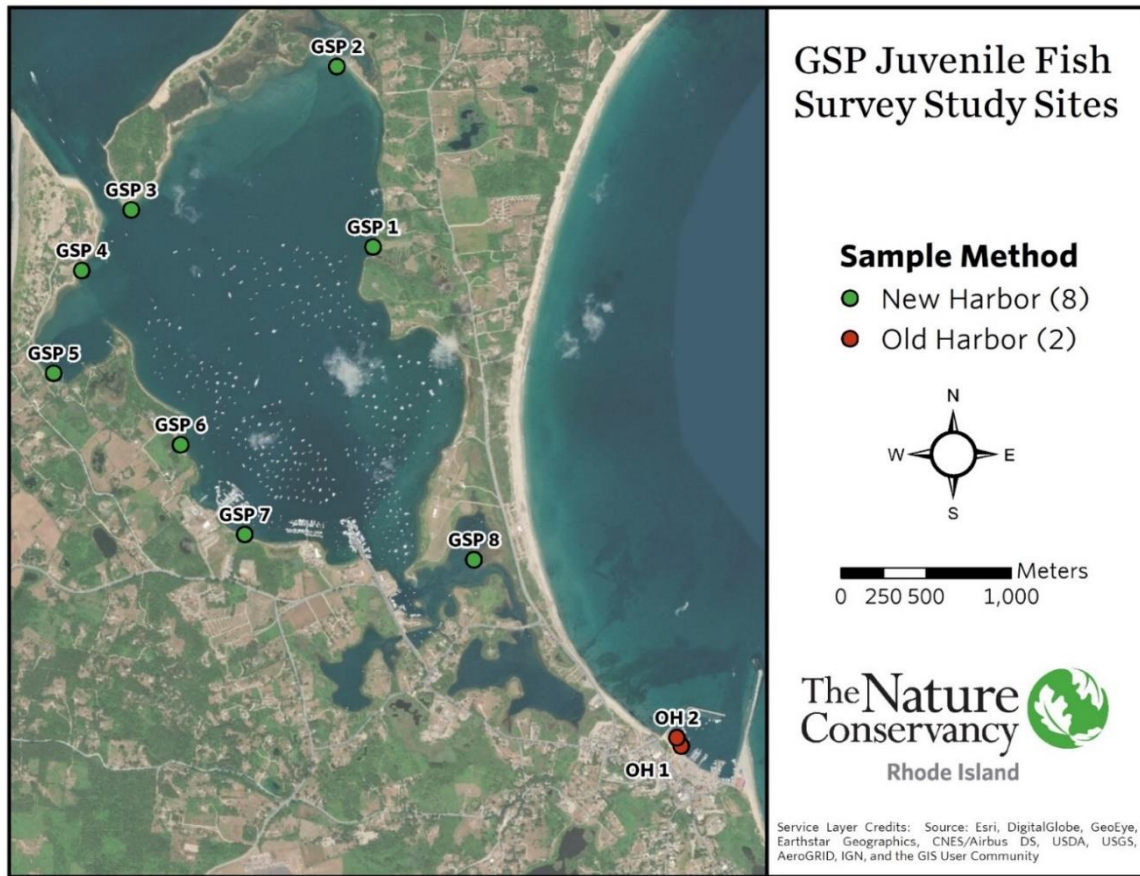 GSP 2
GSP 3
GSP 1
GSP 4
GSP 5
GSP 6
GSP 7
GSP 8
OH 2
OH 1
GSP Juvenile Fish
Survey Study Sites
Sample Method
New Harbor (8)
Old Harbor (2)
N
W E
S
Meters
0 250 500 1,000
The Nature
Conservancy
Rhode Island
Service Layer Credits: Source: Esri, DigitalGlobe, GeoEye,
Earthstar Geographics, CNES/Airbus DS, USDA, USGS,
AeroGRID, IGN, and the GIS User Community